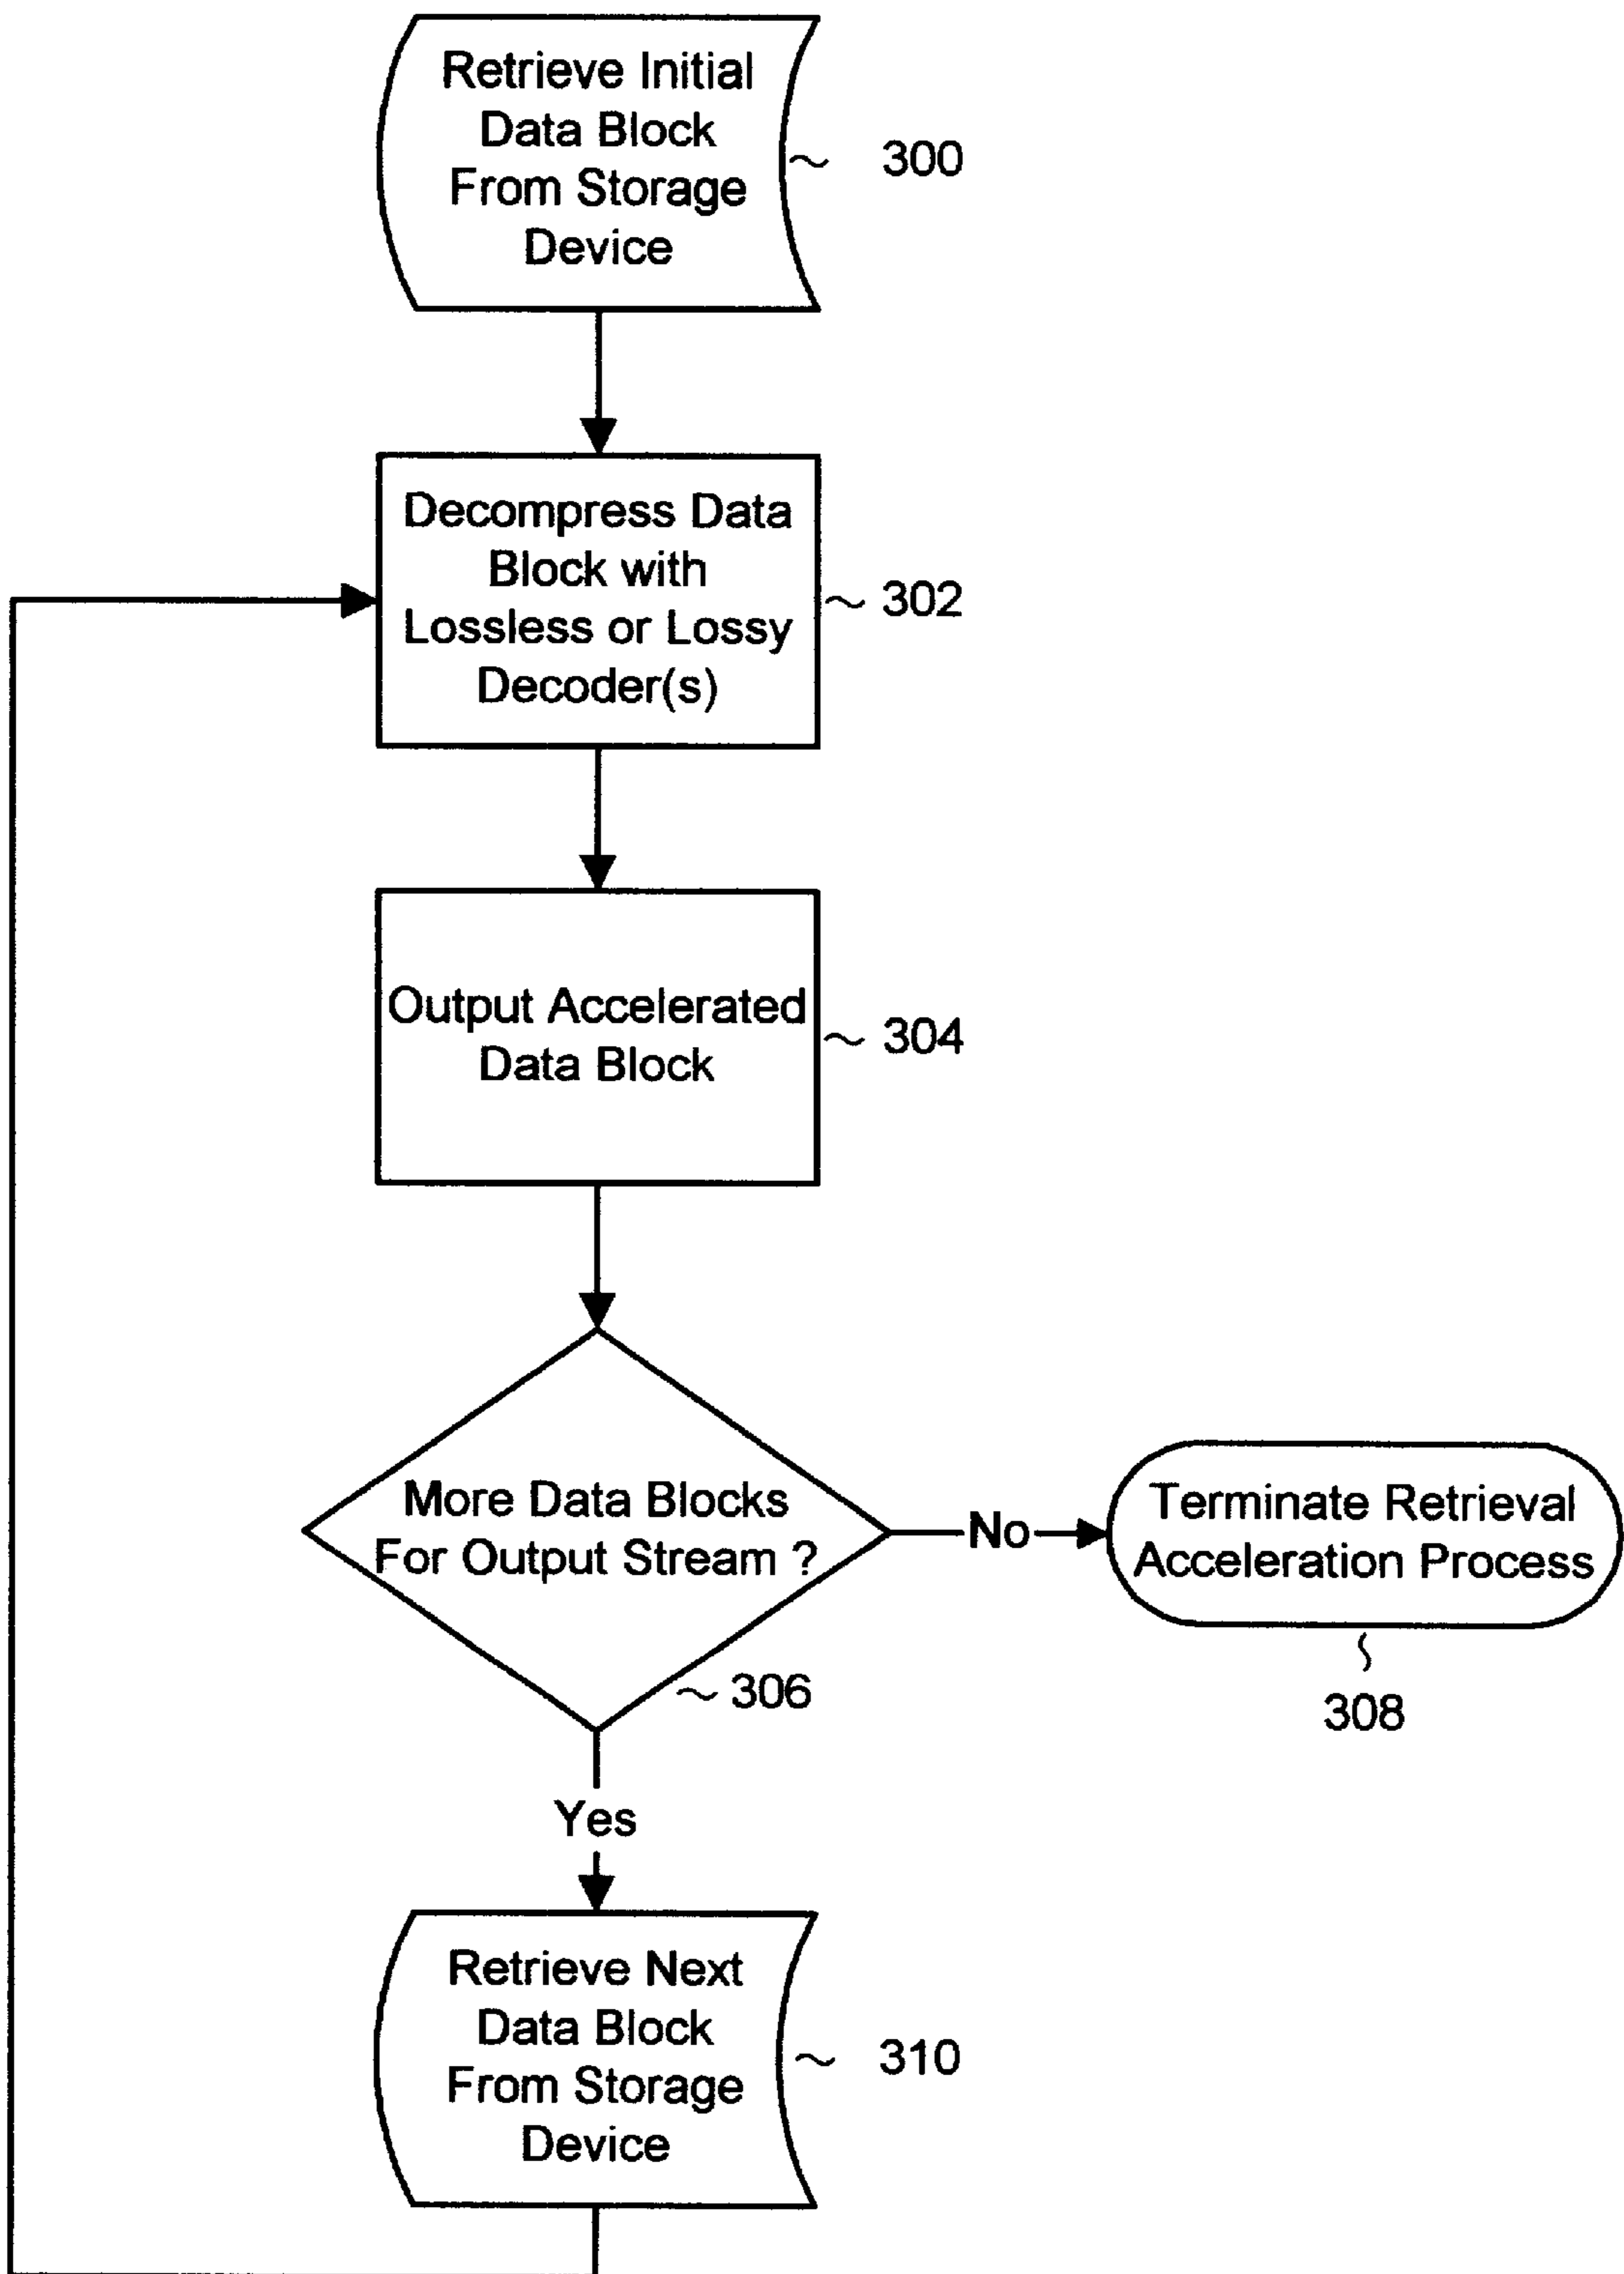 Retrieve Initial
Data Block
From Storage
Device
300
Decompress Data
Block with
Lossless or Lossy
Decoder(s)
302
Output Accelerated
Data Block
304
More Data Blocks
For Output Stream ?
306
No
Terminate Retrieval
Acceleration Process
308
Yes
Retrieve Next
Data Block
From Storage
Device
310